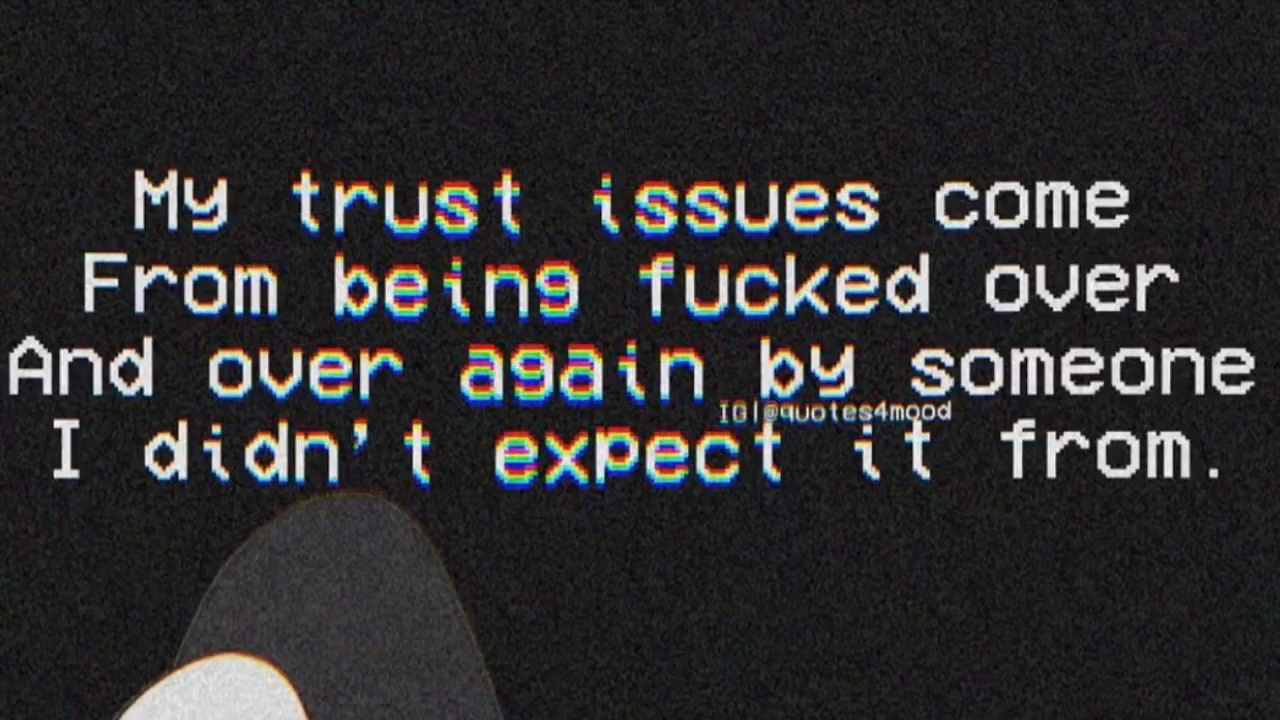 My trust issues come
From being fucked over
And over again by someone
IG|@quotes4mood
I didn't expect it from.